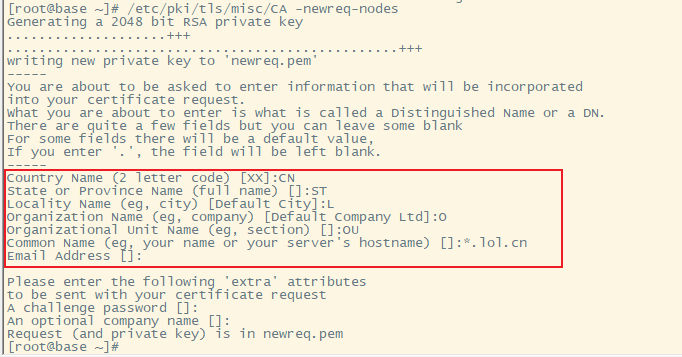 [root@base ~]# /etc/pki/tls/misc/CA -newreq-nodes
Generating a 2048 bit RSA private key
....................+++
.................................................+++
writing new private key to 'newreq.pem'
-----
You are about to be asked to enter information that will be incorporated
into your certificate request.
What you are about to enter is what is called a Distinguished Name or a DN.
There are quite a few fields but you can leave some blank
For some fields there will be a default value,
If you enter '.', the field will be left blank.
-----
Country Name (2 letter code) [XX]:CN
State or Province Name (full name) []:ST
Locality Name (eg, city) [Default City]:L
Organization Name (eg, company) [Default Company Ltd]:O
Organizational Unit Name (eg, section) []:OU
Common Name (eg, your name or your server's hostname) []:*.lol.cn
Email Address []:
Please enter the following 'extra' attributes
to be sent with your certificate request
A challenge password []:
An optional company name []:
Request (and private key) is in newreq.pem
[root@base ~]#